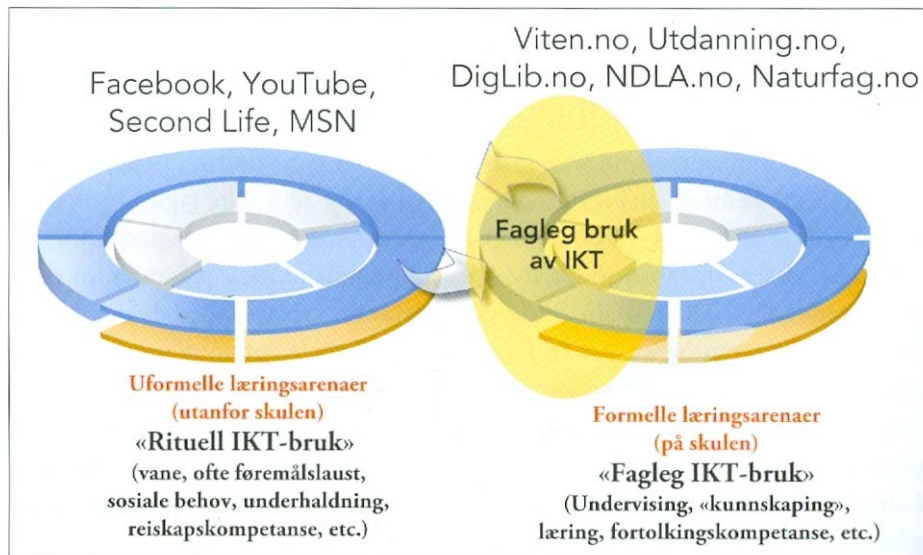 Facebook, YouTube,
Second Life, MSN
Viten.no, Utdanning.no,
DigLib.no, NDLA.no, Naturfag.no
Fagleg bruk
av IKT
Uformelle læringsarenaer
(utanfor skulen)
«Rituell IKT-bruk»
(vane, ofte føremålslaust,
sosiale behov, underhaldning,
reiskapskompetanse, etc.)
Formelle læringsarenaer
(på skulen)
«Fagleg IKT-bruk»
(Undervising, «kunnskaping»,
læring, fortolkingskompetanse, etc.)